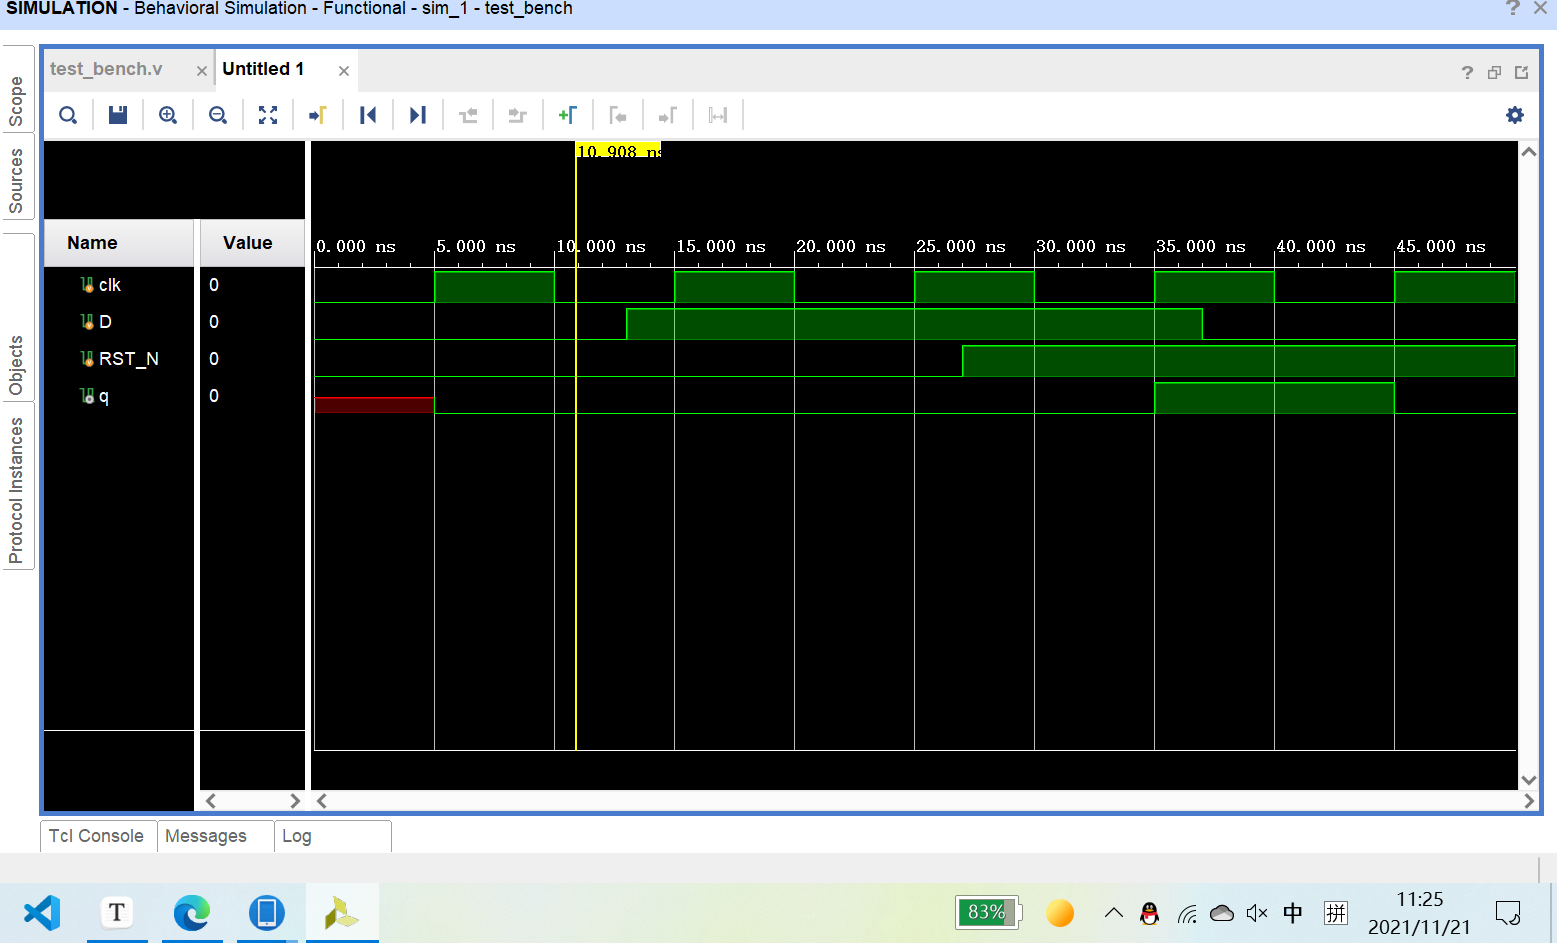 SIMULATION - Behavioral Simulation - Functional - sim_1 - test_bench
Scope
Sources
Objects
Protocol Instances
test_bench.v
Untitled 1
10.908 ns
Name
Value
0.000 ns 5.000 ns 10.000 ns 15.000 ns 20.000 ns 25.000 ns 30.000 ns 35.000 ns 40.000 ns 45.000 ns
clk 0
D 0
RST_N 0
q 0
Tcl Console
Messages
Log
T
83%
中
拼
11:25
2021/11/21